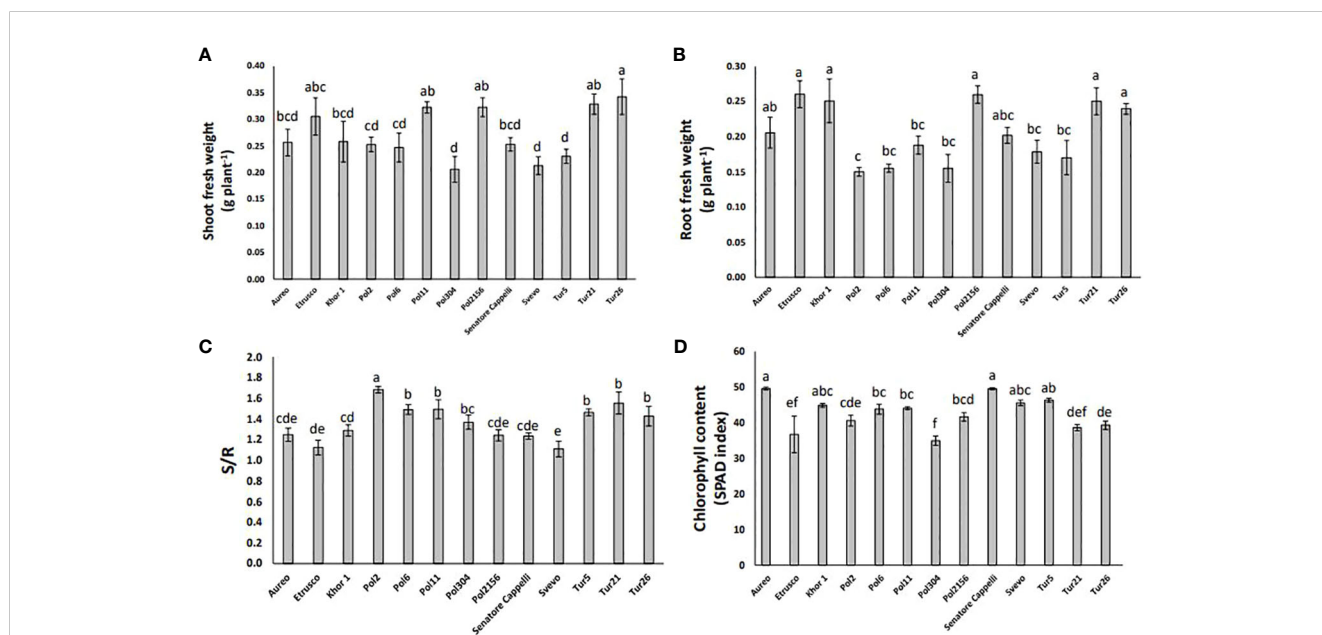 A
Shoot fresh weight
(g plant⁻¹)
0.40
0.35
0.30
0.25
0.20
0.15
0.10
0.05
0.00
bcd
abc
bcd
cd
cd
ab
d
ab
bcd
d
d
ab
a
Aureo
Etrusco
Khor 1
Pol2
Pol6
Pol11
Pol304
Pol2156
Senatore Cappelli
Svevo
Tur5
Tur21
Tur26
B
Root fresh weight
(g plant⁻¹)
0.30
0.25
0.20
0.15
0.10
0.05
0.00
ab
a
a
c
bc
bc
bc
a
abc
bc
bc
a
a
Aureo
Etrusco
Khor 1
Pol2
Pol6
Pol11
Pol304
Pol2156
Senatore Cappelli
Svevo
Tur5
Tur21
Tur26
C
S/R
2.0
1.8
1.6
1.4
1.2
1.0
0.8
0.6
0.4
0.2
0.0
cde
de
cd
a
b
b
bc
cde
cde
e
b
b
b
Aureo
Etrusco
Khor 1
Pol2
Pol6
Pol11
Pol304
Pol2156
Senatore Cappelli
Svevo
Tur5
Tur21
Tur26
D
Chlorophyll content
(SPAD index)
60
50
40
30
20
10
0
a
ef
abc
cde
bc
bc
f
bcd
a
abc
ab
def
de
Aureo
Etrusco
Khor 1
Pol2
Pol6
Pol11
Pol304
Pol2156
Senatore Cappelli
Svevo
Tur5
Tur21
Tur26